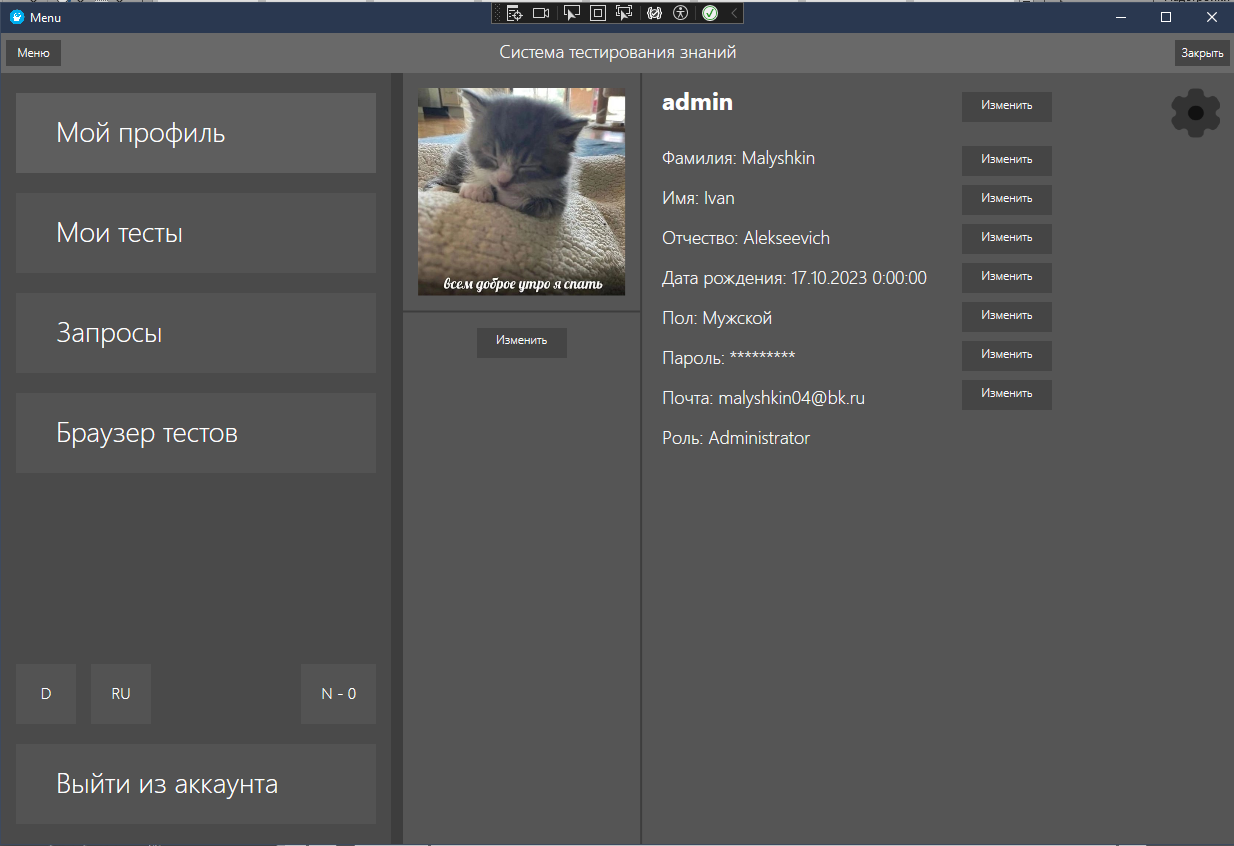 Menu
Меню
Система тестирования знаний
Закрыть
Мой профиль
Мои тесты
Запросы
Браузер тестов
D
RU
N - 0
Выйти из аккаунта
всем доброе утро я спать
Изменить
admin
Изменить
Фамилия: Malyshkin
Изменить
Имя: Ivan
Изменить
Отчество: Alekseevich
Изменить
Дата рождения: 17.10.2023 0:00:00
Изменить
Пол: Мужской
Изменить
Пароль: *********
Изменить
Почта: malyshkin04@bk.ru
Изменить
Роль: Administrator